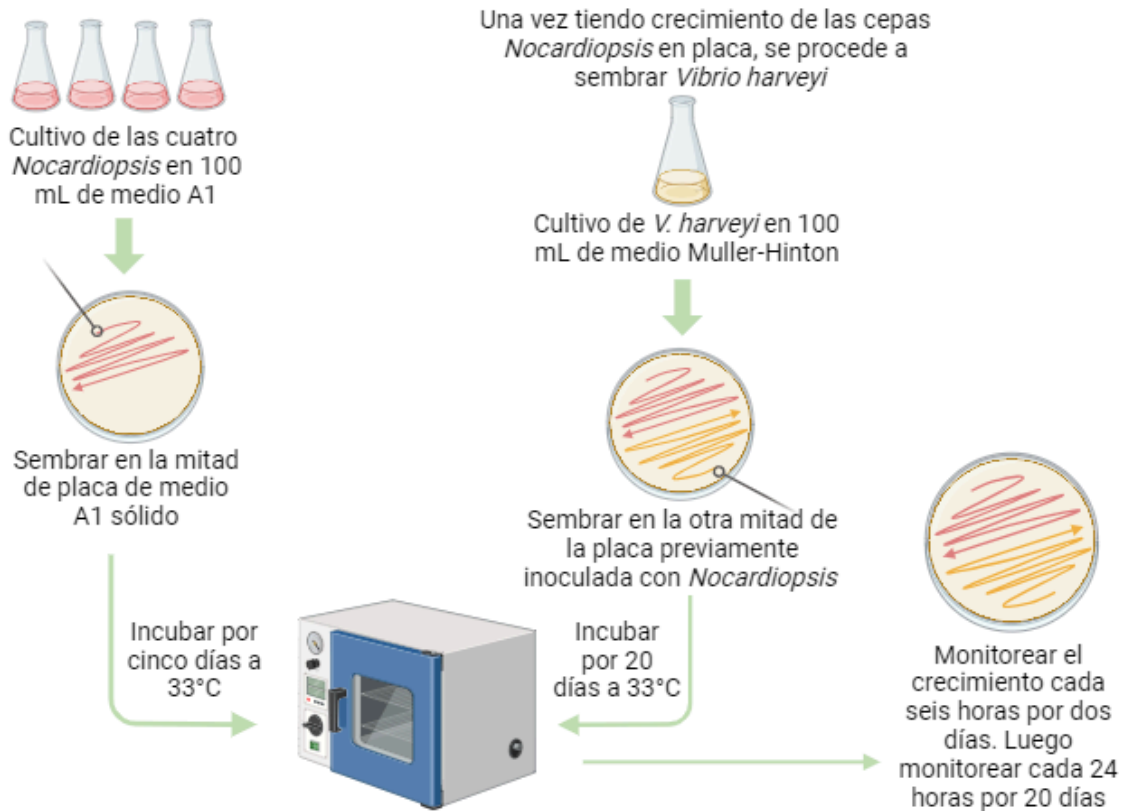 Cultivo de las cuatro
Nocardiopsis en 100
mL de medio A1
Sembrar en la mitad
de placa de medio
A1 sólido
Incubar por
cinco días a
33°C
Una vez tiendo crecimiento de las cepas
Nocardiopsis en placa, se procede a
sembrar Vibrio harveyi
Cultivo de V. harveyi en 100
mL de medio Muller-Hinton
Sembrar en la otra mitad de
la placa previamente
inoculada con Nocardiopsis
Incubar
por 20
días a 33°C
Monitorear el
crecimiento cada
seis horas por dos
días. Luego
monitorear cada 24
horas por 20 días